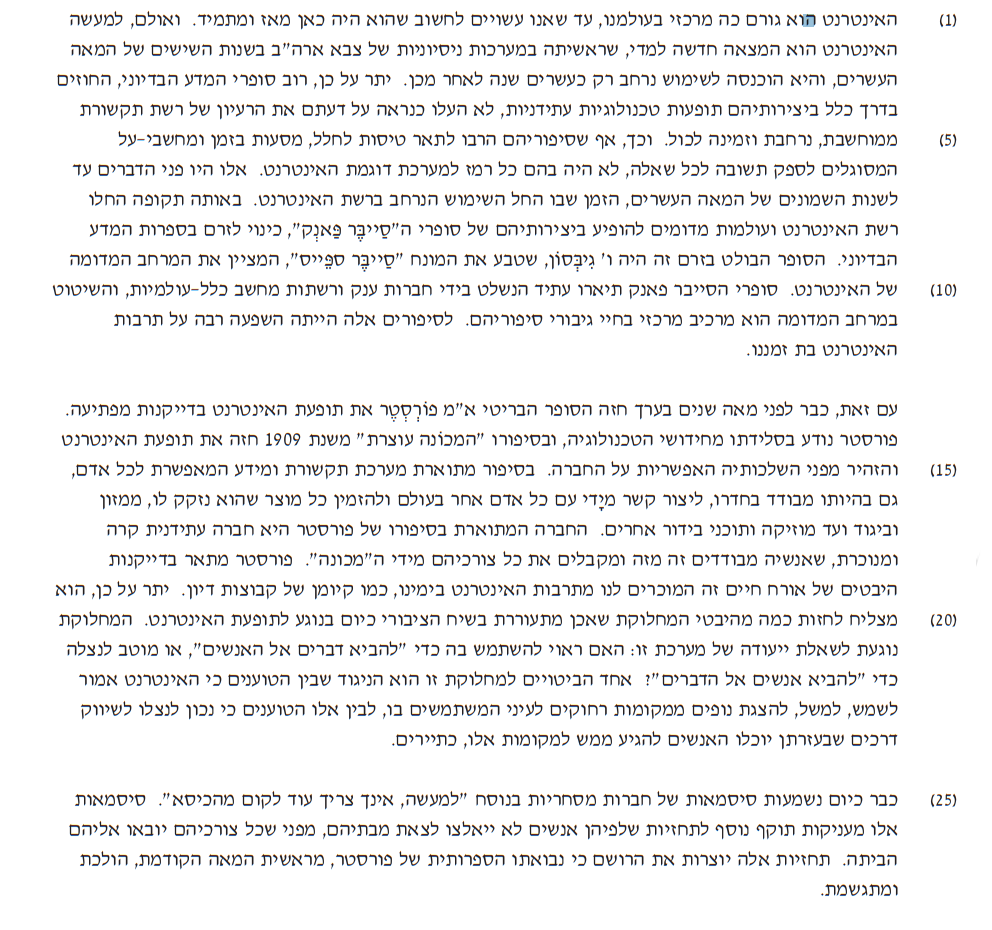 (1) האינטרנט הוא גורם כה מרכזי בעולמנו, עד שאנו עשויים לחשוב שהוא היה כאן מאז ומתמיד. ואולם, למעשה
האינטרנט הוא המצאה חדשה למדי, שראשיתה במערכות ניסיוניות של צבא ארה"ב בשנות השישים של המאה
העשרים, והיא הוכנסה לשימוש נרחב רק כעשרים שנה לאחר מכן. יתר על כן, רוב סופרי המדע הבדיוני, החוזים
בדרך כלל ביצירותיהם תופעות טכנולוגיות עתידניות, לא העלו כנראה על דעתם את הרעיון של רשת תקשורת
(5) ממוחשבת, נרחבת וזמינה לכול. וכך, אף שסיפוריהם הרבו לתאר טיסות לחלל, מסעות בזמן ומחשבי-על
המסוגלים לספק תשובה לכל שאלה, לא היה בהם כל רמז למערכת דוגמת האינטרנט. אלו היו פני הדברים עד
לשנות השמונים של המאה העשרים, הזמן שבו החל השימוש הנרחב ברשת האינטרנט. באותה תקופה החלו
רשת האינטרנט ועולמות מדומים להופיע ביצירותיהם של סופרי ה"סַייבֶּר פַּאנְק", כינוי לזרם בספרות המדע
הבדיוני. הסופר הבולט בזרם זה היה ו' גִיבְּסוֹן, שטבע את המונח "סַייבֶּר סְפֵּייס", המציין את המרחב המדומה
(10) של האינטרנט. סופרי הסייבר פאנק תיארו עתיד הנשלט בידי חברות ענק ורשתות מחשב כלל-עולמיות, והשיטוט
במרחב המדומה הוא מרכיב מרכזי בחיי גיבורי סיפוריהם. לסיפורים אלה הייתה השפעה רבה על תרבות
האינטרנט בת זמננו.
עם זאת, כבר לפני מאה שנים בערך חזה הסופר הבריטי א"מ פוֹרְסְטֶר את תופעת האינטרנט בדייקנות מפתיעה.
פורסטר נודע בסלידתו מחידושי הטכנולוגיה, ובסיפורו "המכוֹנה עוצרת" משנת 1909 חזה את תופעת האינטרנט
(15) והזהיר מפני השלכותיה האפשריות על החברה. בסיפור מתוארת מערכת תקשורת ומידע המאפשרת לכל אדם,
גם בהיותו מבודד בחדרו, ליצור קשר מיָדי עם כל אדם אחר בעולם ולהזמין כל מוצר שהוא נזקק לו, ממזון
וביגוד ועד מוזיקה ותוכני בידור אחרים. החברה המתוארת בסיפורו של פורסטר היא חברה עתידנית קרה
ומנוכרת, שאנשיה מבודדים זה מזה ומקבלים את כל צורכיהם מידי ה"מכונה". פורסטר מתאר בדייקנות
היבטים של אורח חיים זה המוכרים לנו מתרבות האינטרנט בימינו, כמו קיומן של קבוצות דיון. יתר על כן, הוא
(20) מצליח לחזות כמה מהיבטי המחלוקת שאכן מתעוררת בשיח הציבורי כיום בנוגע לתופעת האינטרנט. המחלוקת
נוגעת לשאלת ייעודה של מערכת זו: האם ראוי להשתמש בה כדי "להביא דברים אל האנשים", או מוטב לנצלה
כדי "להביא אנשים אל הדברים"? אחד הביטויים למחלוקת זו הוא הניגוד שבין הטוענים כי האינטרנט אמור
לשמש, למשל, להצגת נופים ממקומות רחוקים לעיני המשתמשים בו, לבין אלו הטוענים כי נכון לנצלו לשיווק
דרכים שבעזרתן יוכלו האנשים להגיע ממש למקומות אלו, כתיירים.
(25) כבר כיום נשמעות סיסמאות של חברות מסחריות בנוסח "למעשה, אינך צריך עוד לקום מהכיסא". סיסמאות
אלו מעניקות תוקף נוסף לתחזיות שלפיהן אנשים לא ייאלצו לצאת מבתיהם, מפני שכל צורכיהם יובאו אליהם
הביתה. תחזיות אלה יוצרות את הרושם כי נבואתו הספרותית של פורסטר, מראשית המאה הקודמת, הולכת
ומתגשמת.